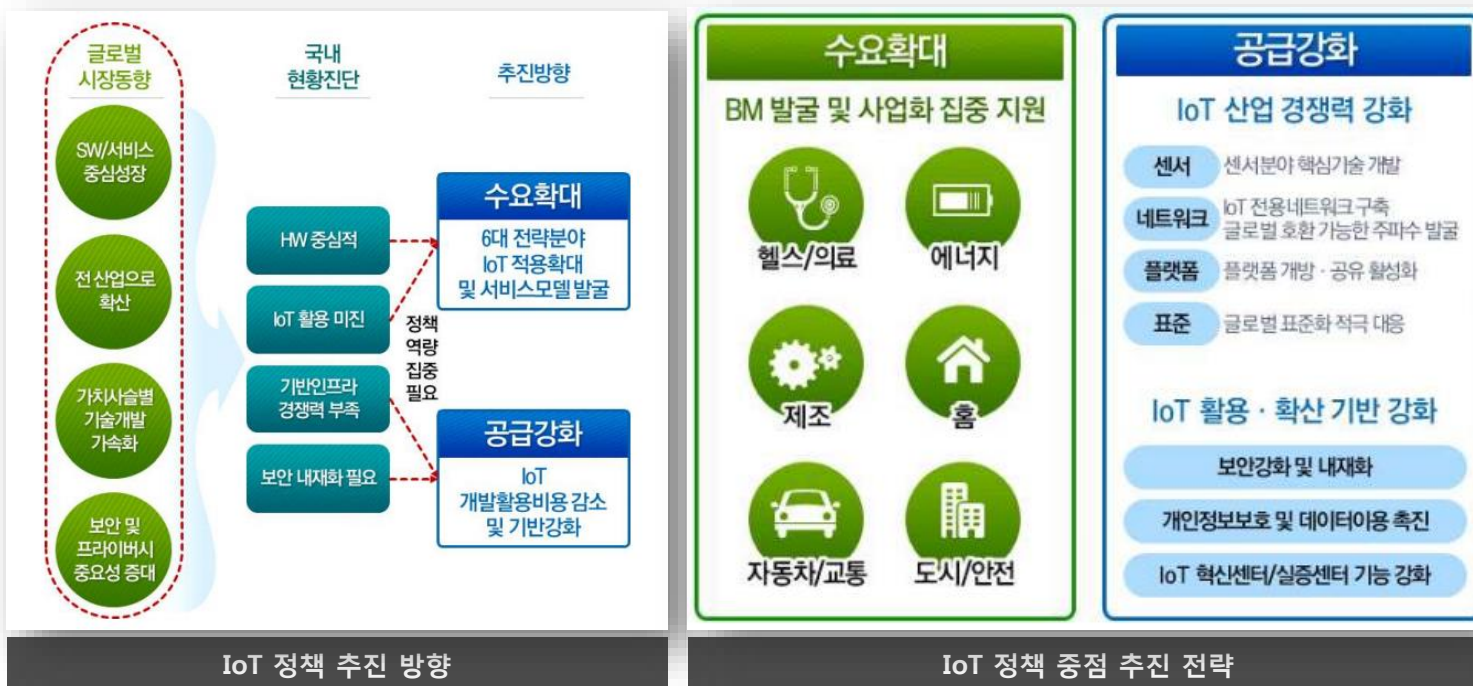 글로벌
시장동향
SW/서비스
중심성장
전 산업으로
확산
가치사슬별
기술개발
가속화
보안 및
프라이버시
중요성 증대
국내
현황진단
HW 중심적
IoT 활용 미진
기반인프라
경쟁력 부족
보안 내재화 필요
정책
역량
집중
필요
추진방향
수요확대
6대 전략분야
IoT 적용확대
및 서비스모델 발굴
공급강화
IoT
개발활용비용 감소
및 기반강화
IoT 정책 추진 방향
수요확대
BM 발굴 및 사업화 집중 지원
헬스/의료
에너지
제조
홈
자동차/교통
도시/안전
공급강화
IoT 산업 경쟁력 강화
센서 센서분야 핵심기술 개발
네트워크 IoT 전용네트워크 구축
글로벌 호환 가능한 주파수 발굴
플랫폼 플랫폼 개방·공유 활성화
표준 글로벌 표준화 적극 대응
IoT 활용·확산 기반 강화
보안강화 및 내재화
개인정보보호 및 데이터이용 촉진
IoT 혁신센터/실증센터 기능 강화
IoT 정책 중점 추진 전략